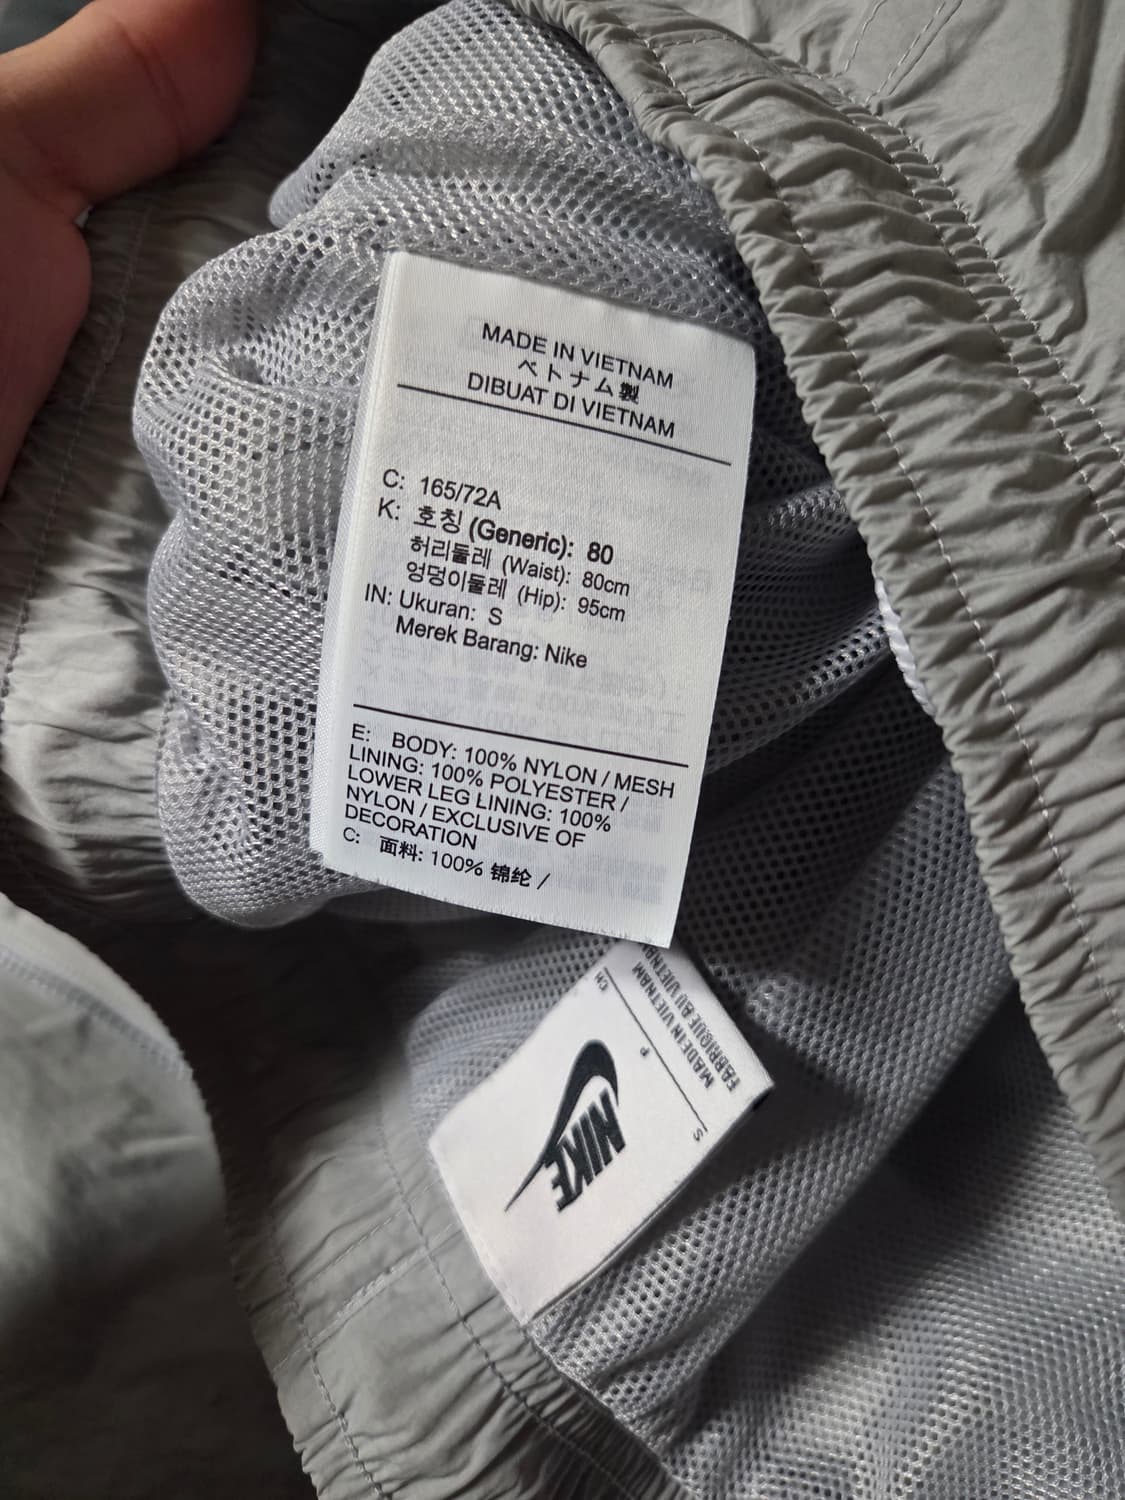 MADE IN VIETNAM
ベトナム製
DIBUAT DI VIETNAM
C: 165/72A
K: 호칭 (Generic): 80
허리둘레 (Waist): 80cm
엉덩이둘레 (Hip): 95cm
IN: Ukuran: S
Merek Barang: Nike
E: BODY: 100% NYLON / MESH
LINING: 100% POLYESTER /
LOWER LEG LINING: 100%
NYLON / EXCLUSIVE OF
DECORATION
C: 面料: 100% 锦纶 /
NIKE
CH
P
S
MADE IN VIETNAM
FABRIQUE AU VIETNAM